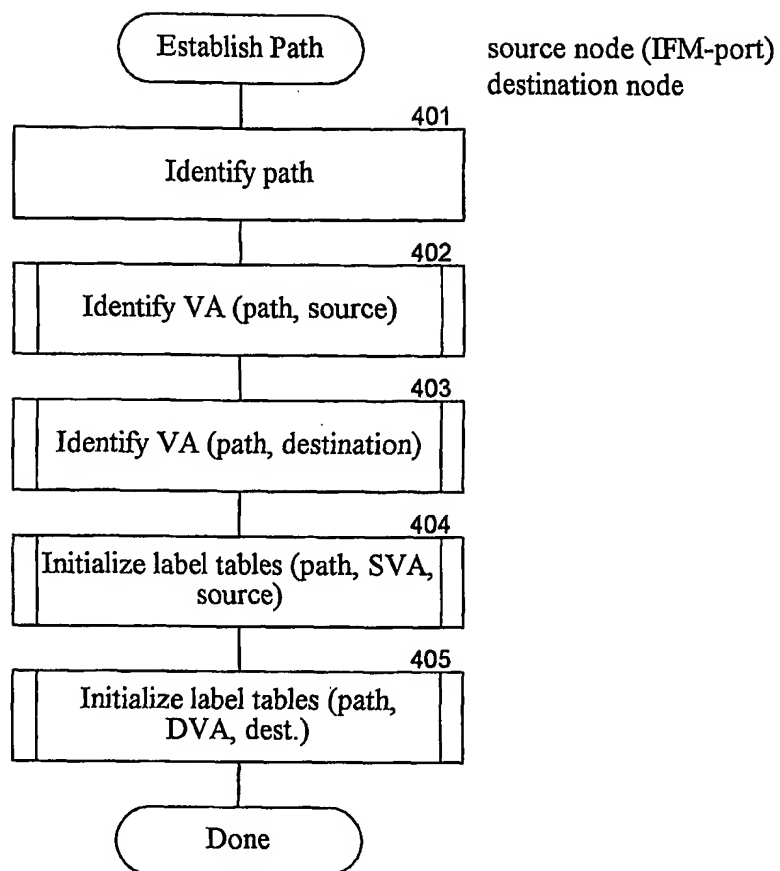 Establish Path
source node (IFM-port)
destination node
401
Identify path
402
Identify VA (path, source)
403
Identify VA (path, destination)
404
Initialize label tables (path, SVA,
source)
405
Initialize label tables (path,
DVA, dest.)
Done